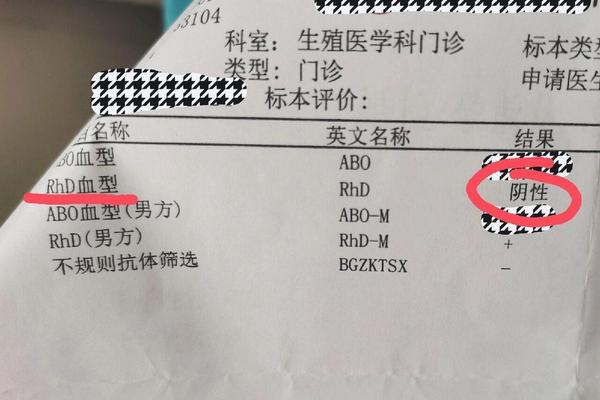 53104
科室: 生殖医学科门诊 标本类型
类型: 门诊 申请医生
标本评价:
名称 英文名称 结果
BO血型 ABO
RhD血型 RhD 阴性
ABO血型(男方) ABO-M
RhD(男方) RhD-M +
不规则抗体筛选 BGZKTSX —